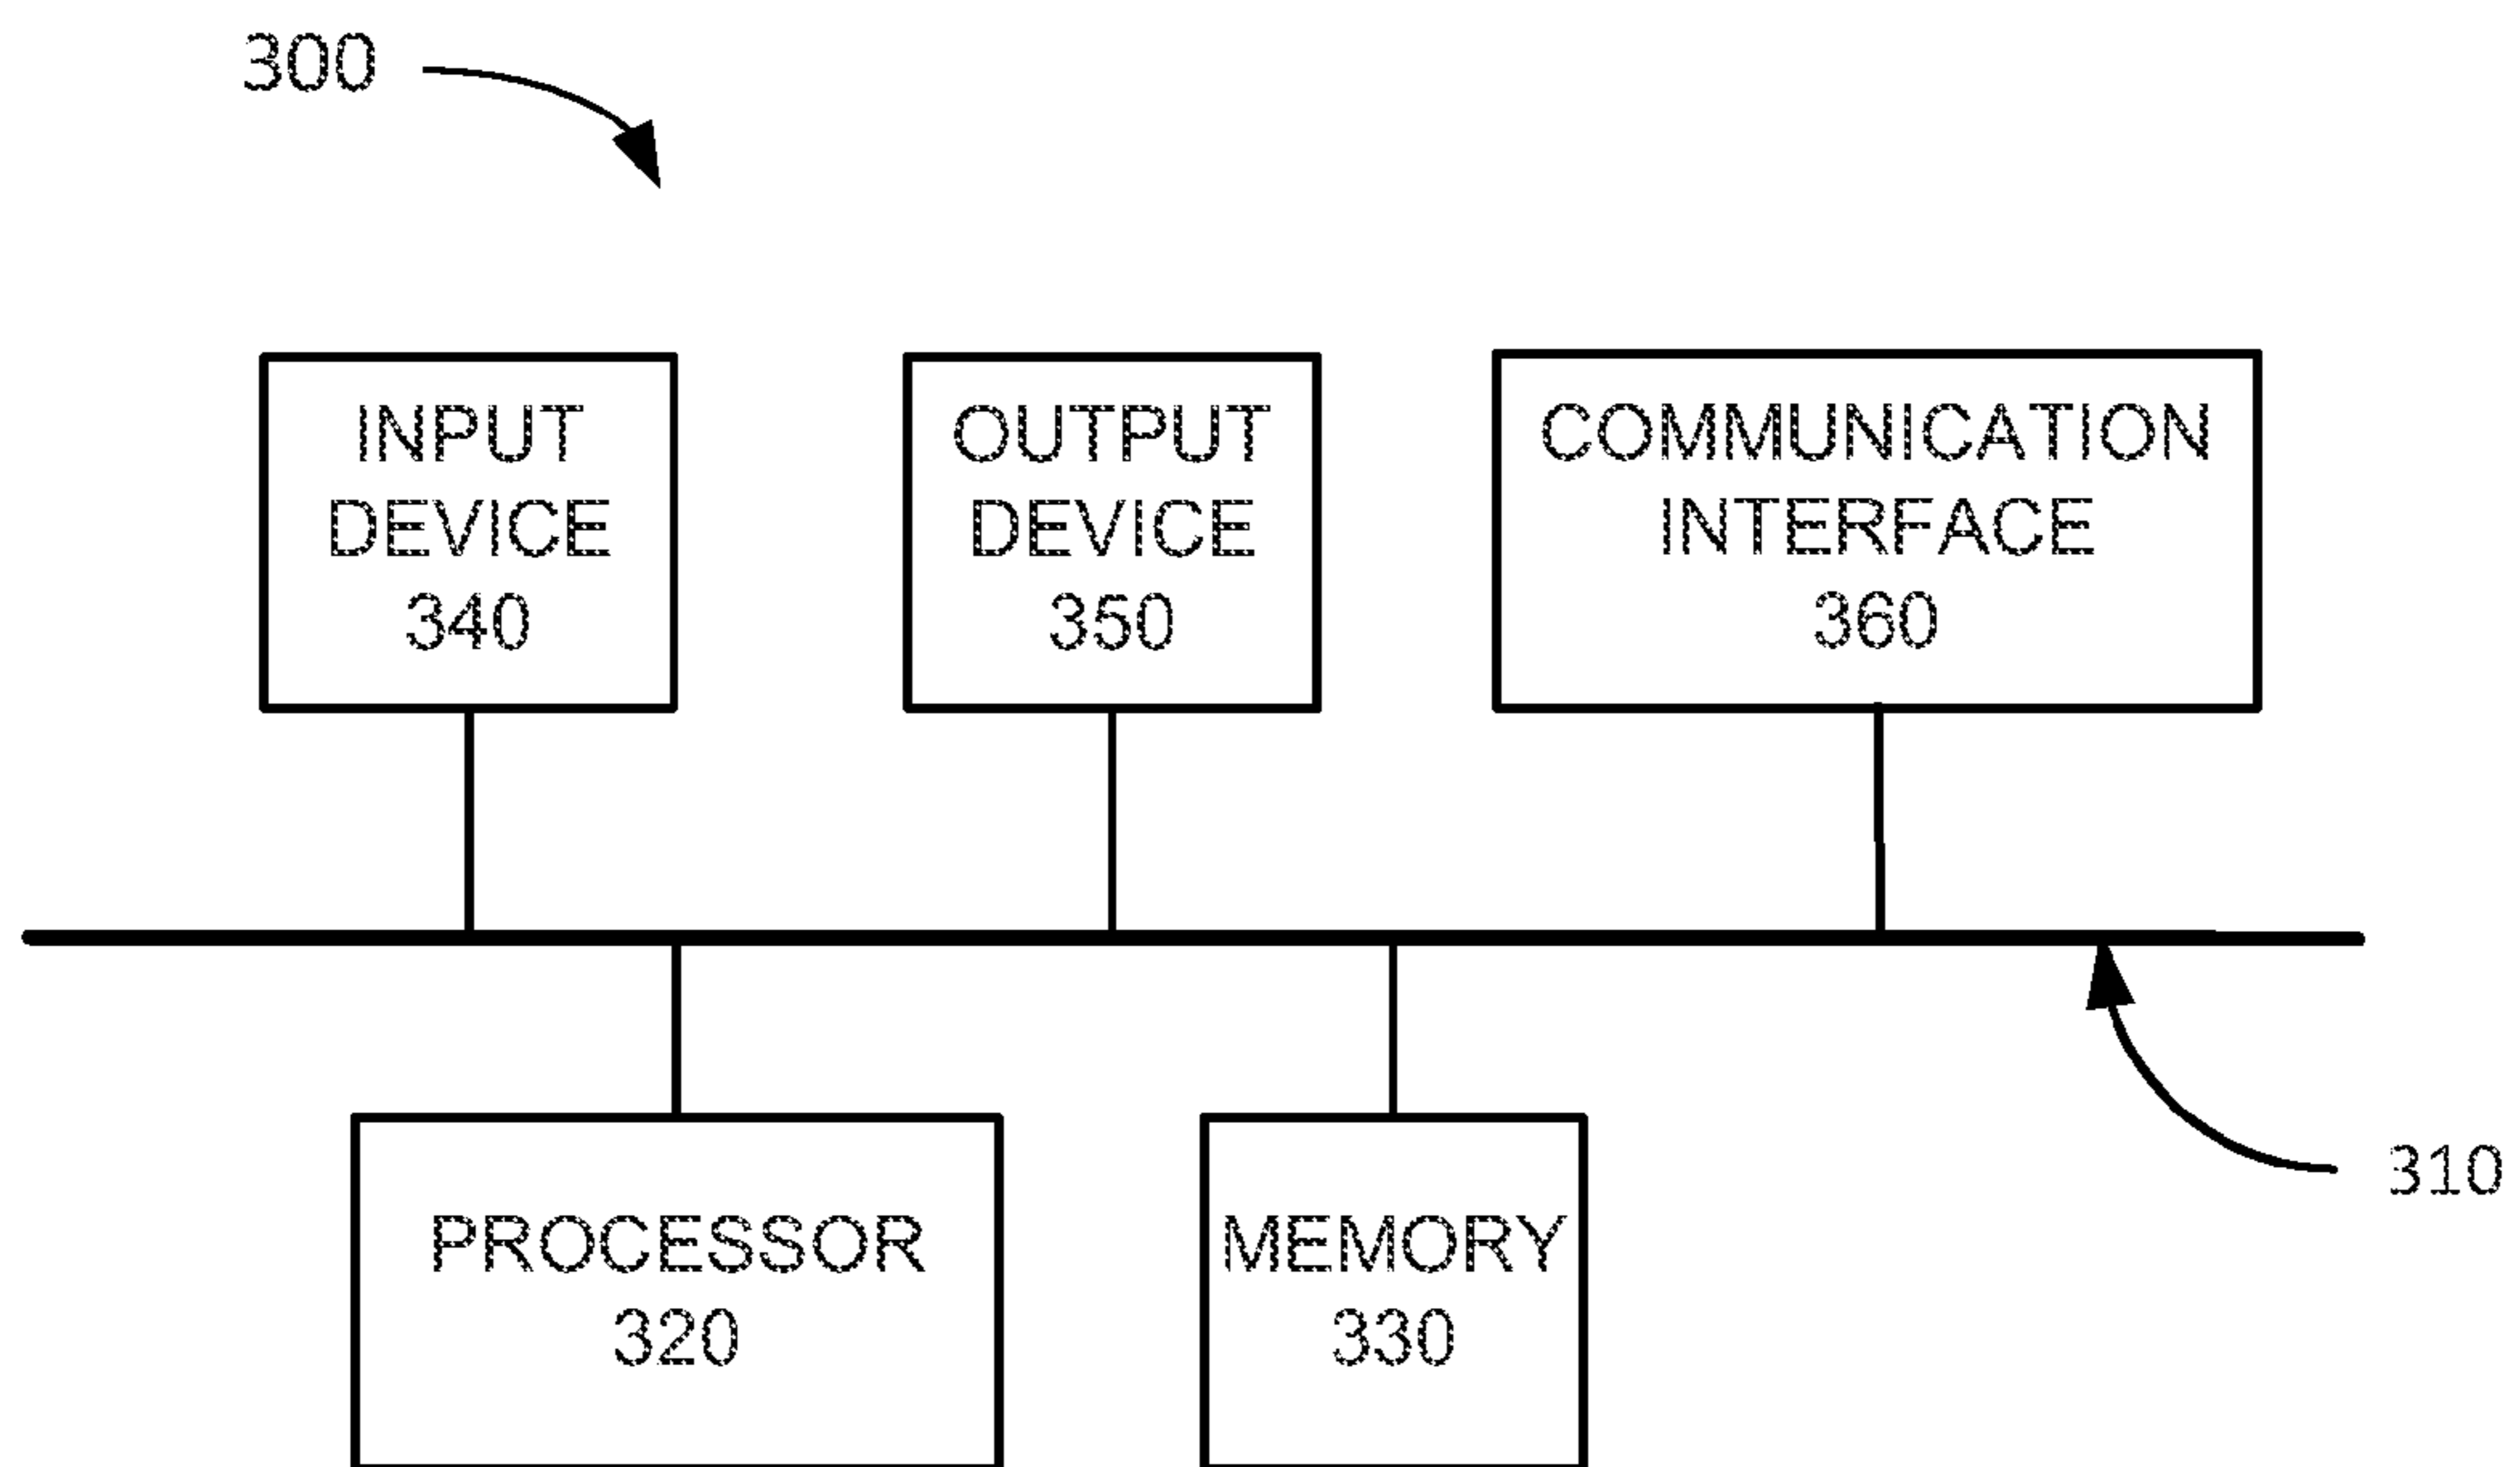 300
INPUT
DEVICE
340
OUTPUT
DEVICE
350
COMMUNICATION
INTERFACE
360
310
PROCESSOR
320
MEMORY
330